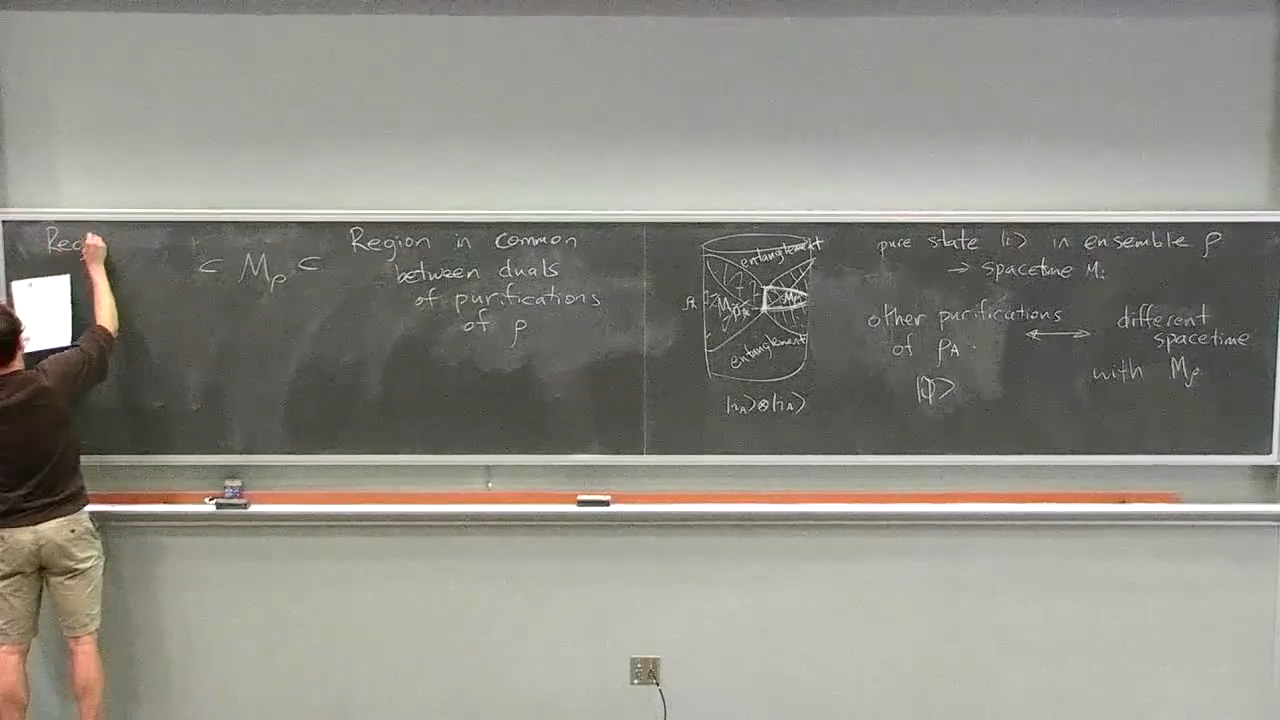 Reg
⊂ Mρ ⊂
Region in common
between duals
of purifications
of ρ
entanglement
entanglement
pure state |i⟩ in ensemble ρ
→ spacetime Mi
other purifications
of ρA
|ψ⟩
↔
different
spacetime
with Mρ